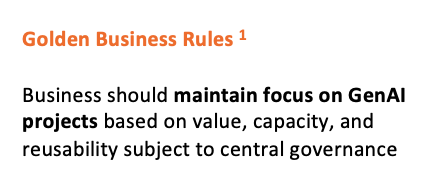 Golden Business Rules 1
Business should maintain focus on GenAI
projects based on value, capacity, and
reusability subject to central governance